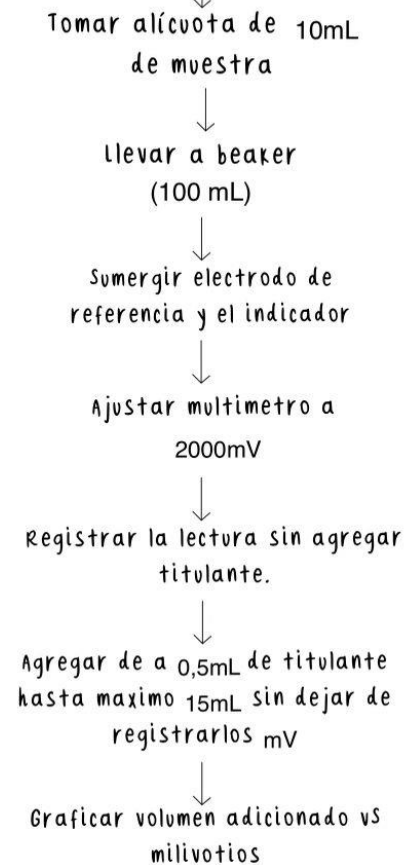 Tomar alícuota de 10mL
de muestra
Llevar a beaker
(100 mL)
Sumergir electrodo de
referencia y el indicador
Ajustar multimetro a
2000mV
Registrar la lectura sin agregar
titulante.
Agregar de a 0,5mL de titulante
hasta maximo 15mL sin dejar de
registrarlos mV
Graficar volumen adicionado vs
milivotios